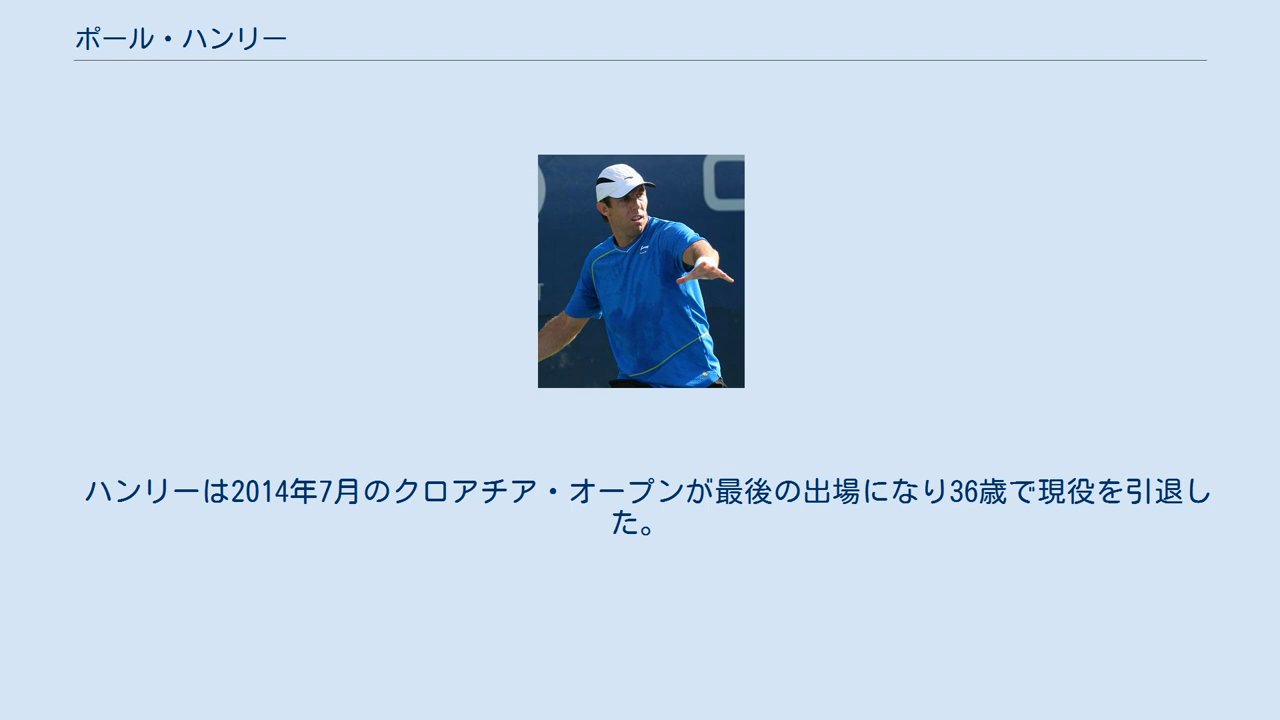 ポール・ハンリー
ハンリーは2014年7月のクロアチア・オープンが最後の出場になり36歳で現役を引退し
た。